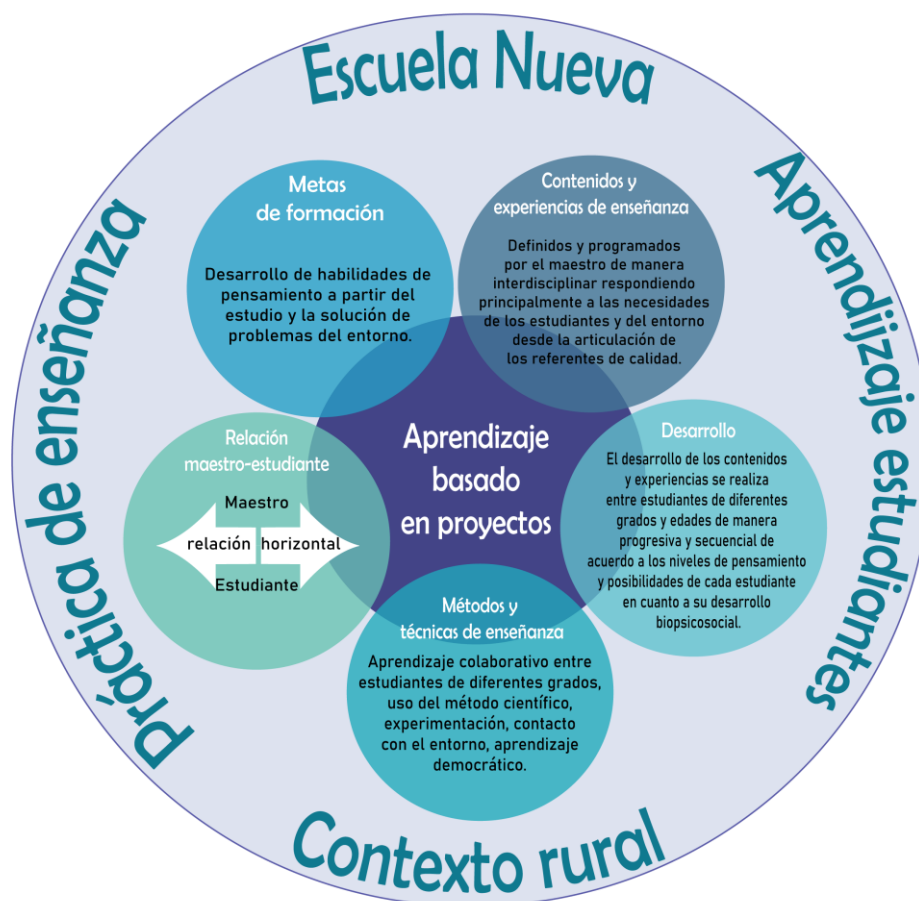 Escuela Nueva
Práctica de enseñanza
Aprendijzaje estudiantes
Metas
de formación
Desarrollo de habilidades de
pensamiento a partir del
estudio y la solución de
problemas del entorno.
Contenidos y
experiencias de enseñanza
Definidos y programados
por el maestro de manera
interdisciplinar respondiendo
principalmente a las necesidades
de los estudiantes y del entorno
desde la articulación de
los referentes de calidad.
Relación
maestro-estudiante
Maestro
relación horizontal
Estudiante
Aprendizaje
basado
en proyectos
Desarrollo
El desarrollo de los contenidos
y experiencias se realiza
entre estudiantes de diferentes
grados y edades de manera
progresiva y secuencial de
acuerdo a los niveles de pensamiento
y posibilidades de cada estudiante
en cuanto a su desarrollo
biopsicosocial.
Métodos y
técnicas de enseñanza
Aprendizaje colaborativo entre
estudiantes de diferentes grados,
uso del método científico,
experimentación, contacto
con el entorno, aprendizaje
democrático.
Contexto rural